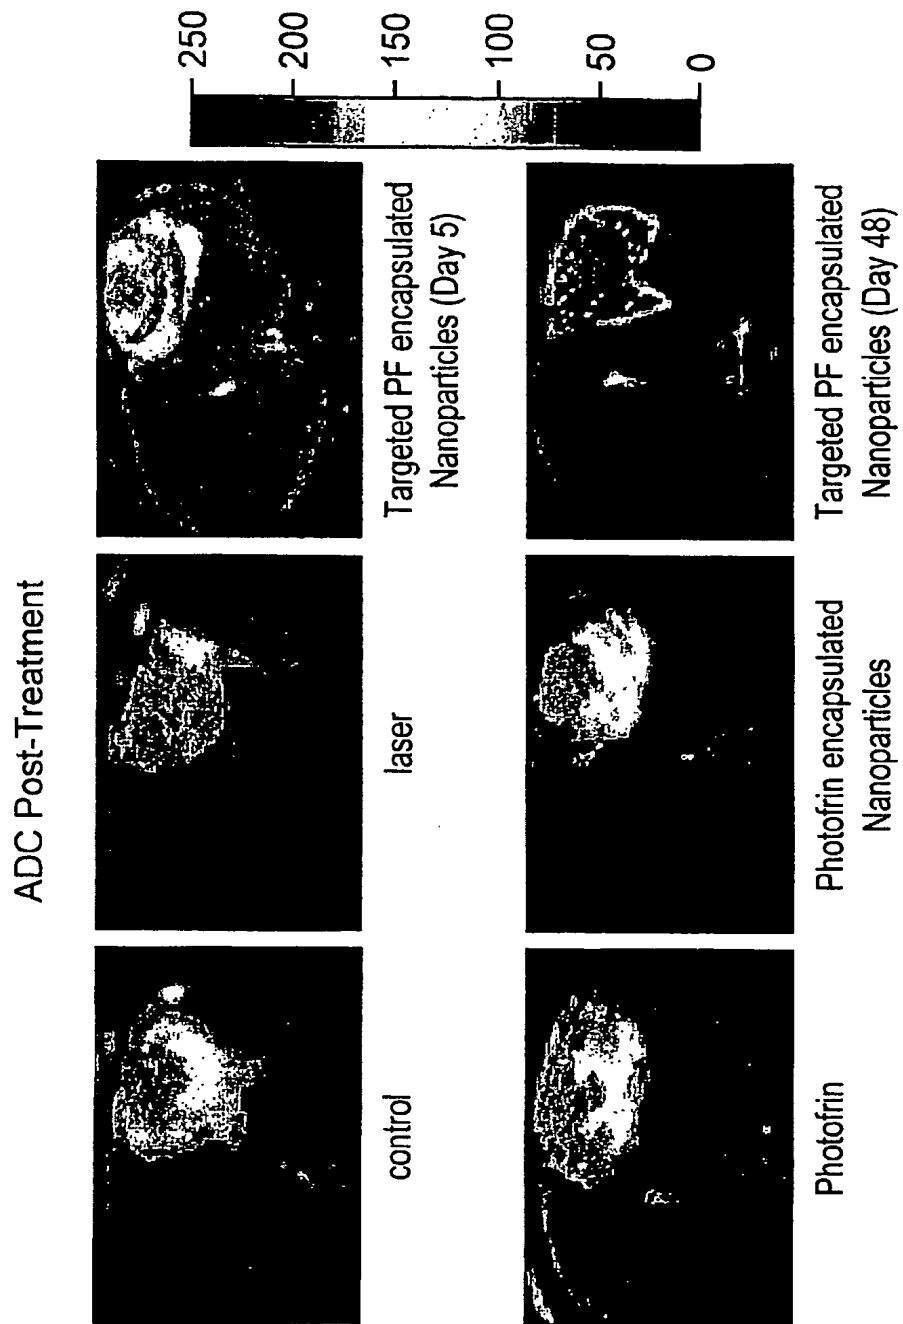 ADC Post-Treatment
control
laser
Targeted PF encapsulated
Nanoparticles (Day 5)
Photofrin
Photofrin encapsulated
Nanoparticles
Targeted PF encapsulated
Nanoparticles (Day 48)
250
200
150
100
50
0